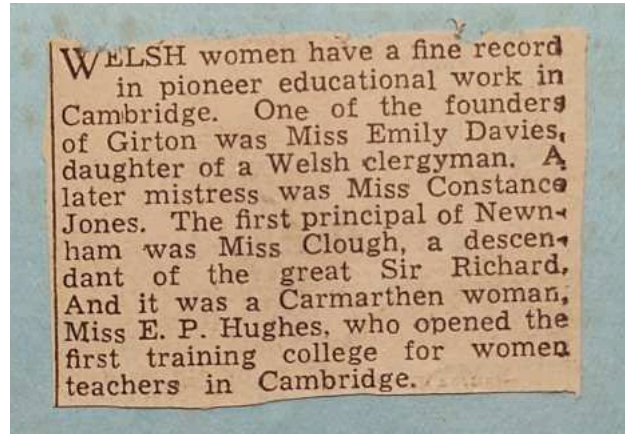 WELSH women have a fine record
in pioneer educational work in
Cambridge. One of the founders
of Girton was Miss Emily Davies,
daughter of a Welsh clergyman. A
later mistress was Miss Constance
Jones. The first principal of Newn-
ham was Miss Clough, a descen-
dant of the great Sir Richard.
And it was a Carmarthen woman,
Miss E. P. Hughes, who opened the
first training college for women
teachers in Cambridge.